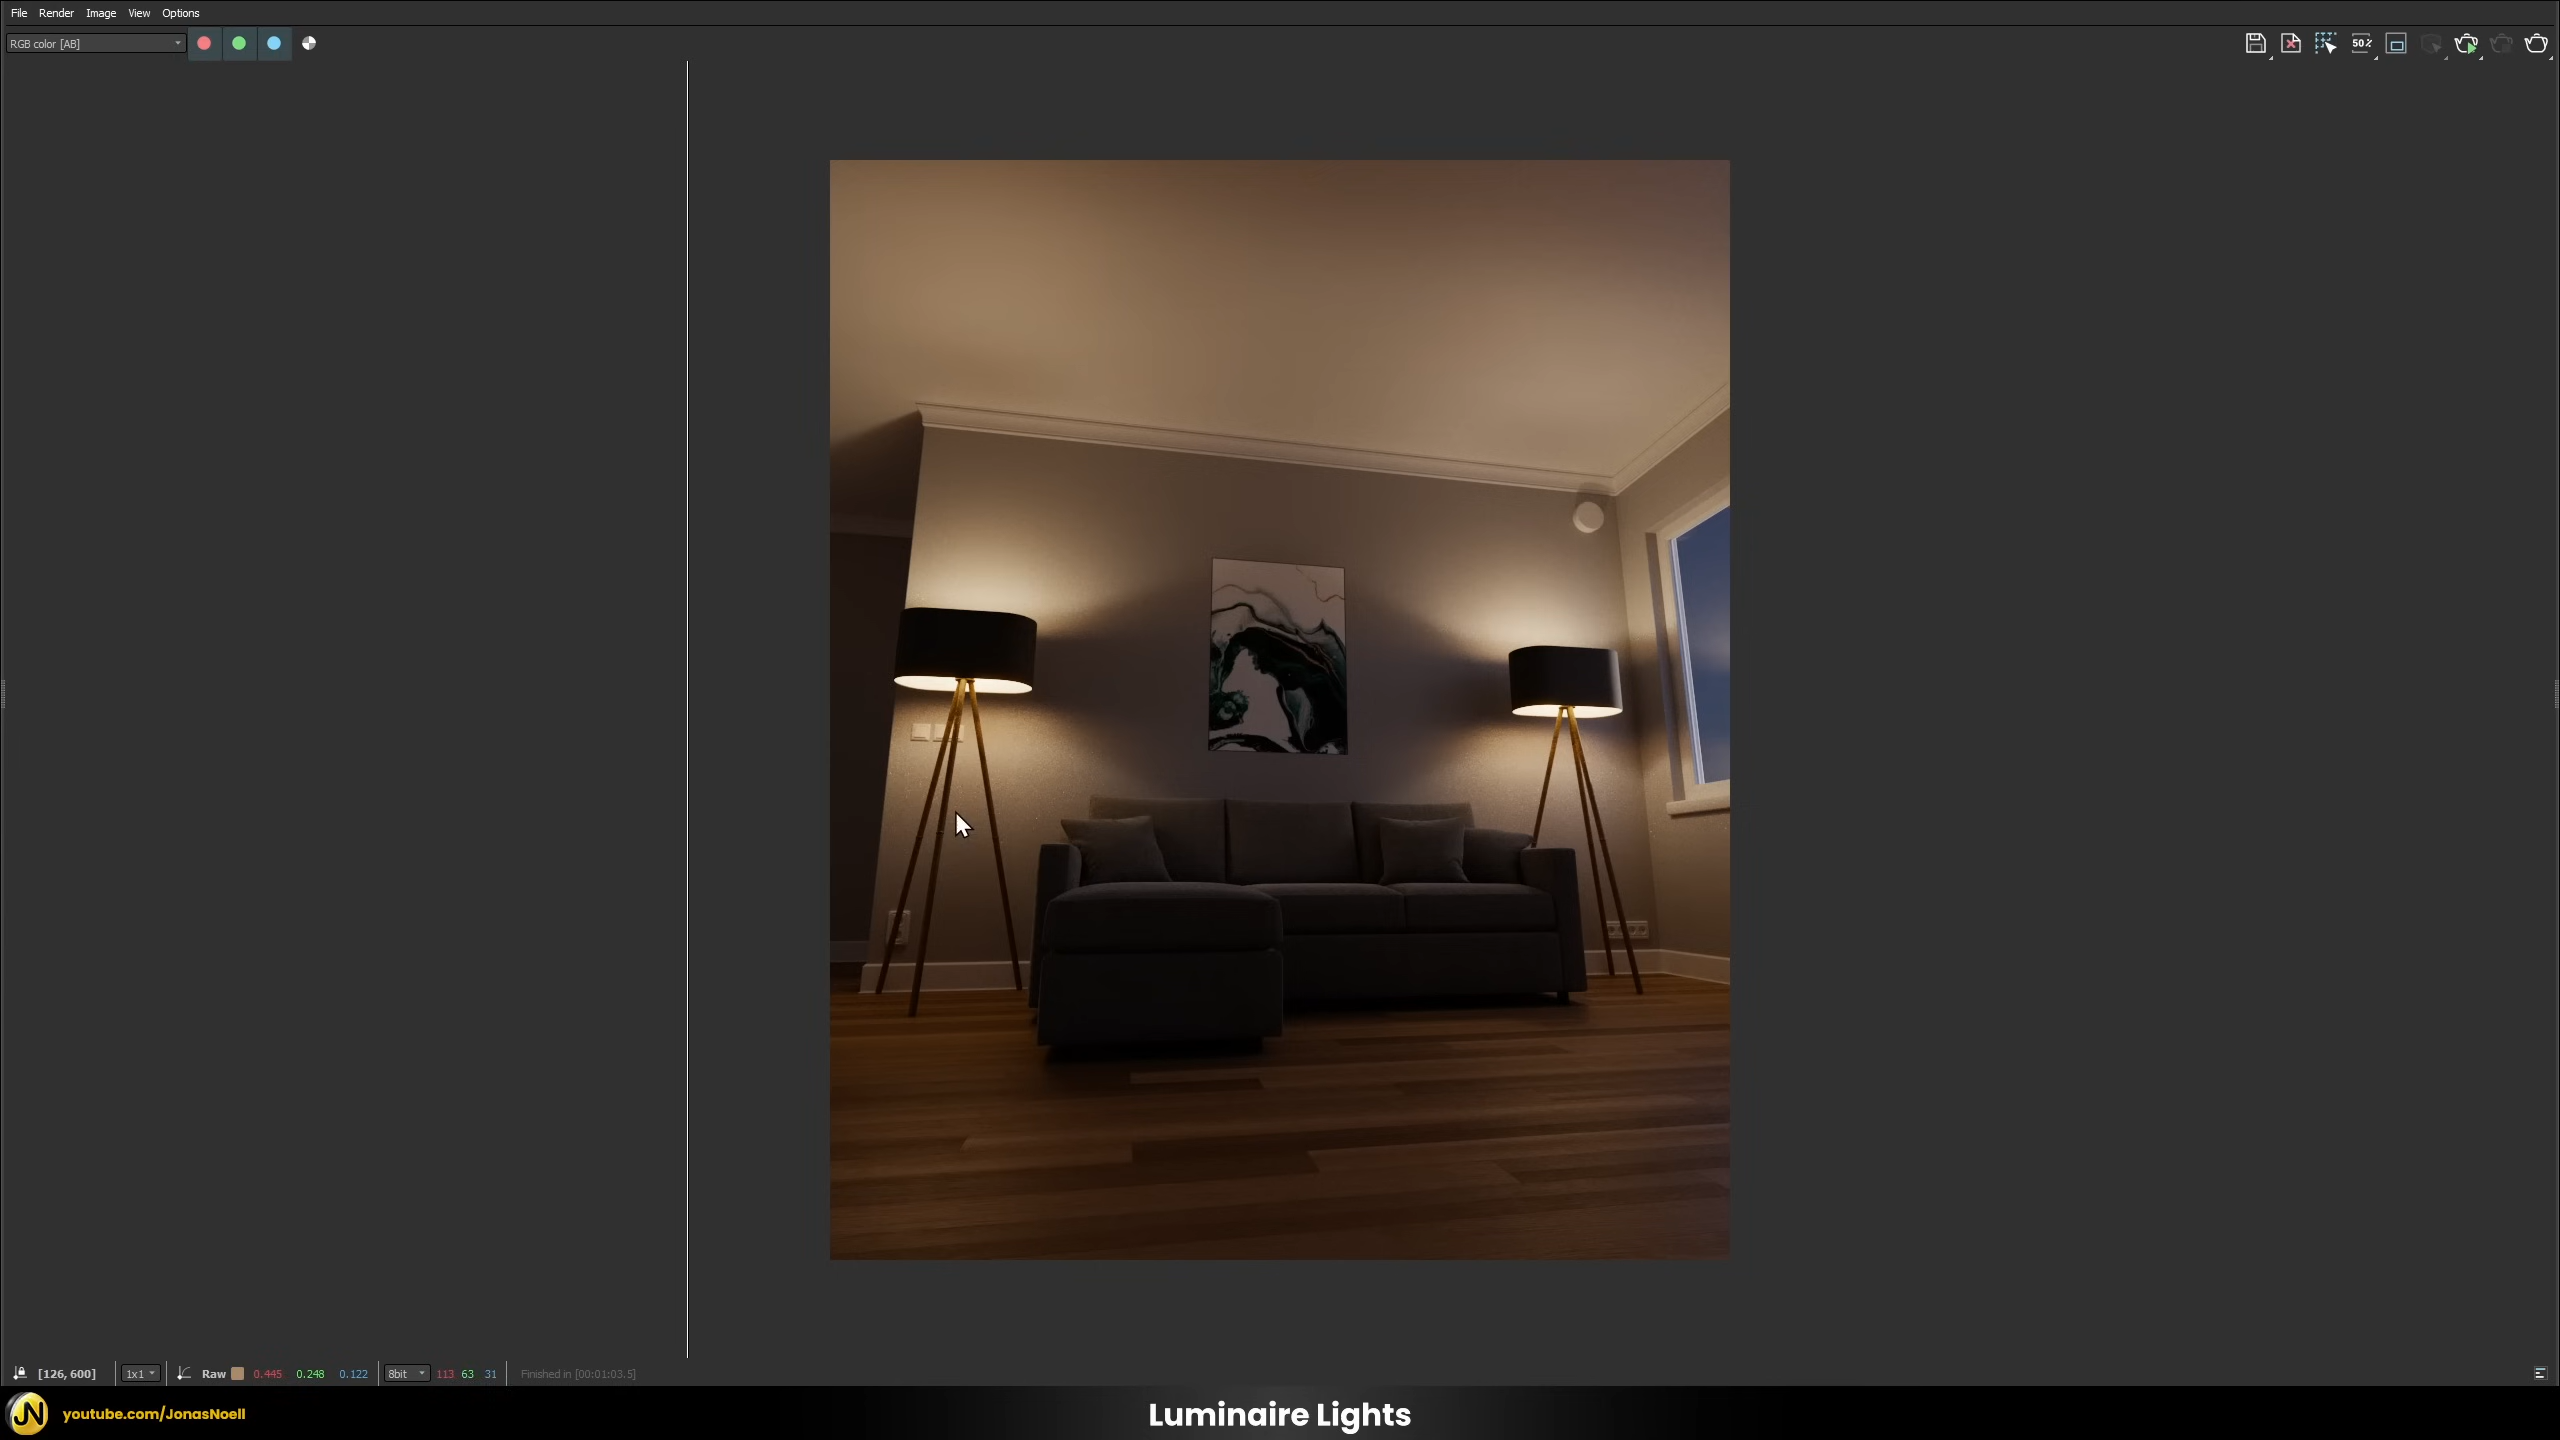 File Render Image View Options
RGB color [AB]
50%
[126, 600] 1x1 Raw 0.445 0.248 0.122 8bit 113 63 31 Finished in [00:01:03.5]
JN youtube.com/JonasNoell
Luminaire Lights